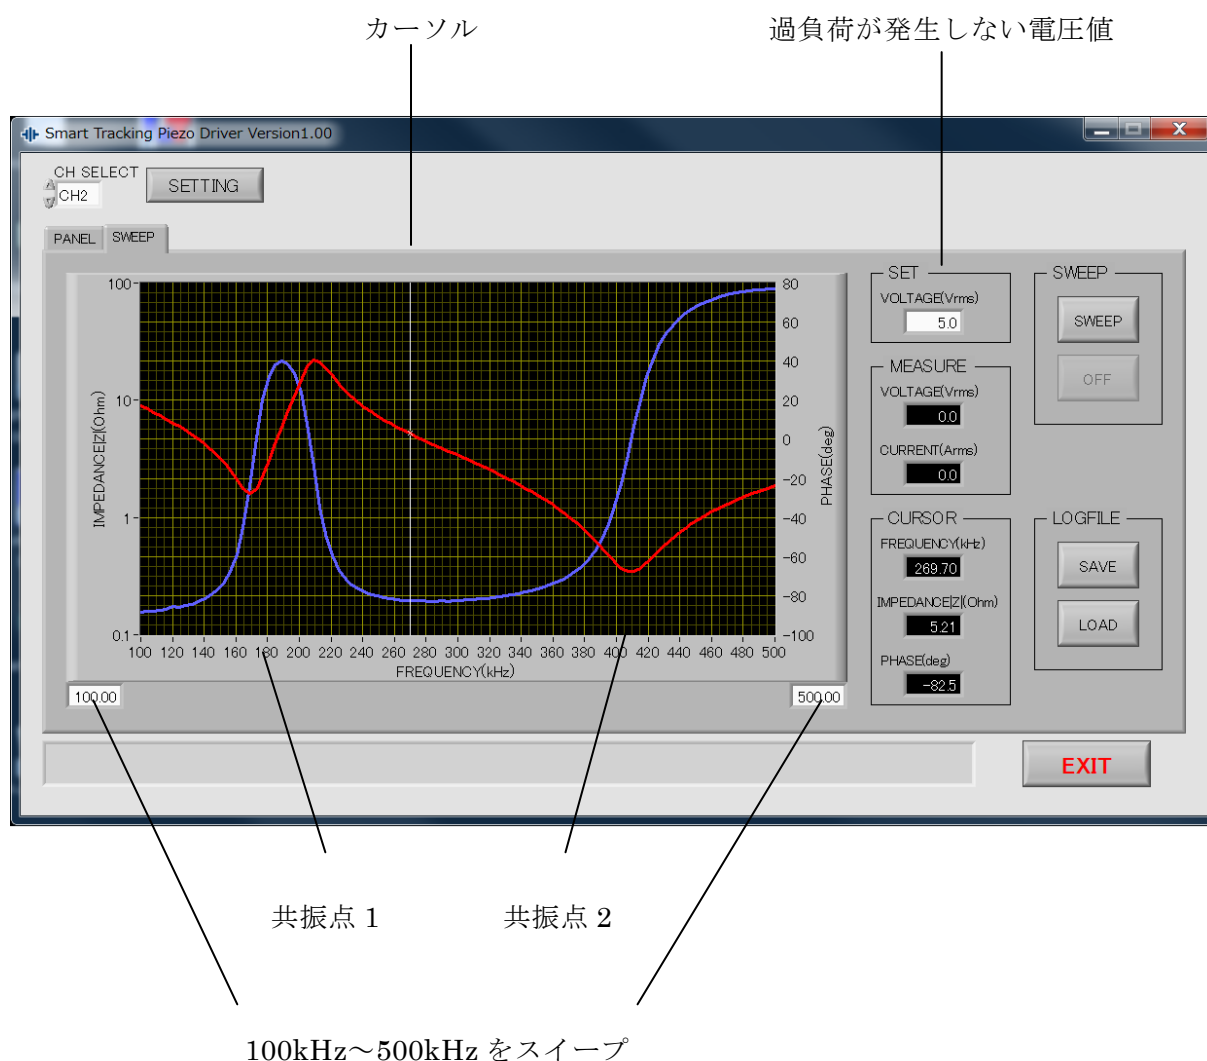 カーソル
過負荷が発生しない電圧値
Smart Tracking Piezo Driver Version1.00
CH SELECT
CH2
SETTING
PANEL SWEEP
100
10
1
0.1
IMPEDANCE|Z|(Ohm)
80
60
40
20
0
-20
-40
-60
-80
-100
PHASE(deg)
100 120 140 160 180 200 220 240 260 280 300 320 340 360 380 400 420 440 460 480 500
FREQUENCY(kHz)
100.00
500.00
SET
VOLTAGE(Vrms)
5.0
MEASURE
VOLTAGE(Vrms)
0.0
CURRENT(Arms)
0.0
CURSOR
FREQUENCY(kHz)
269.70
IMPEDANCE|Z|(Ohm)
5.21
PHASE(deg)
-82.5
SWEEP
SWEEP
OFF
LOGFILE
SAVE
LOAD
EXIT
共振点 1
共振点 2
100kHz～500kHz をスイープ